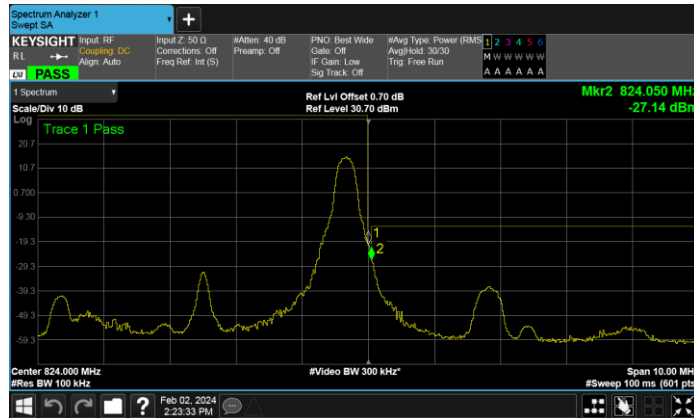 Spectrum Analyzer 1
Swept SA
+
KEYSIGHT Input: RF Input Z: 50 Ω #Atten: 40 dB PNO: Best Wide #Avg Type: Power (RMS 1 2 3 4 5 6
R L Coupling: DC Corrections: Off Preamp: Off Gate: Off Avg|Hold: 30/30 M W W W W W
Align: Auto Freq Ref: Int (S) IF Gain: Low Trig: Free Run
LXI PASS Sig Track: Off A A A A A A
1 Spectrum Ref Lvl Offset 0.70 dB Mkr2 824.050 MHz
Scale/Div 10 dB Ref Level 30.70 dBm -27.14 dBm
Log
Trace 1 Pass
20.7
10.7
0.700
-9.30
1
-19.3
2
-29.3
-39.3
-49.3
-59.3
Center 824.000 MHz #Video BW 300 kHz* Span 10.00 MH
#Res BW 100 kHz #Sweep 100 ms (601 pts
? Feb 02, 2024
2:23:33 PM